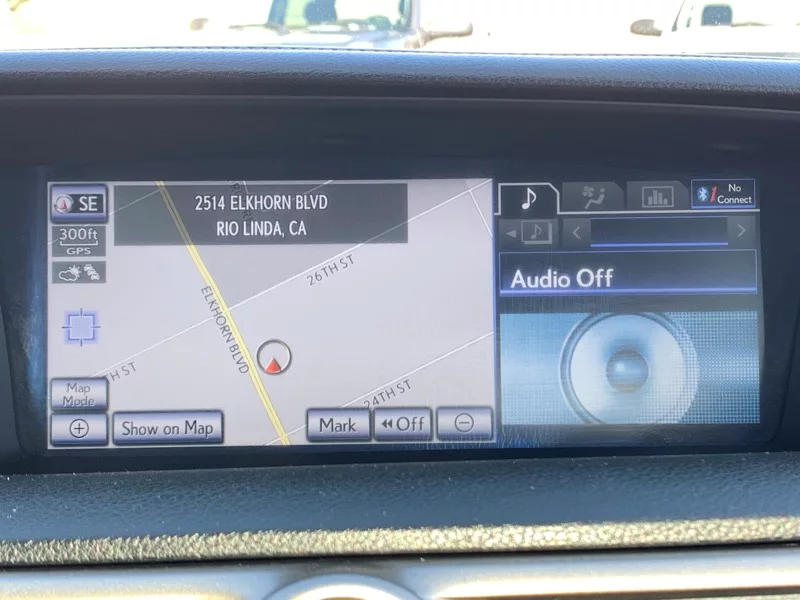 SE
2514 ELKHORN BLVD
RIO LINDA, CA
300ft
GPS
26TH ST
ELKHORN BLVD
H ST
24TH ST
Map
Mode
Show on Map
Mark
Off
No
Connect
Audio Off